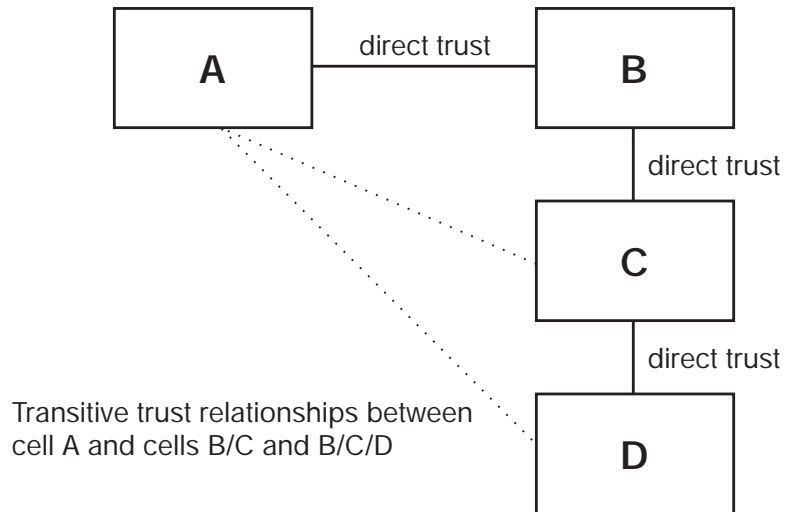 A
direct trust
B
direct trust
C
direct trust
Transitive trust relationships between
cell A and cells B/C and B/C/D
D